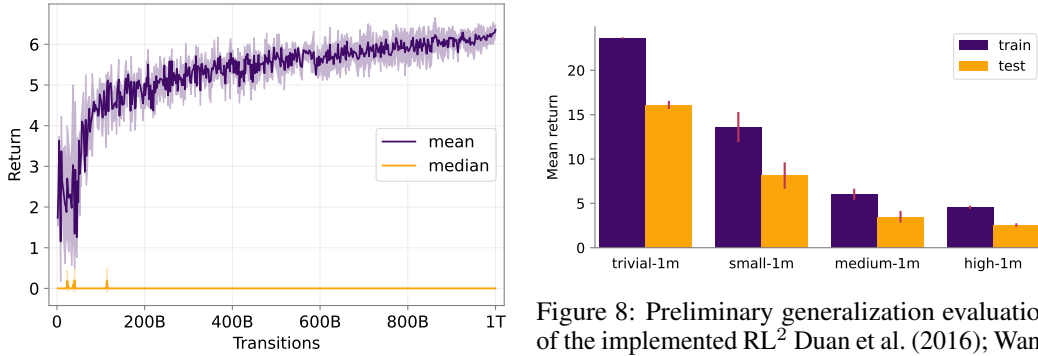 6
5
4
3
2
1
0
Return
mean
median
0
200B
400B
600B
800B
1T
Transitions
20
15
10
5
0
Mean return
train
test
trivial-1m
small-1m
medium-1m
high-1m
Figure 8: Preliminary generalization evaluatio
of the implemented RL² Duan et al. (2016); Wan